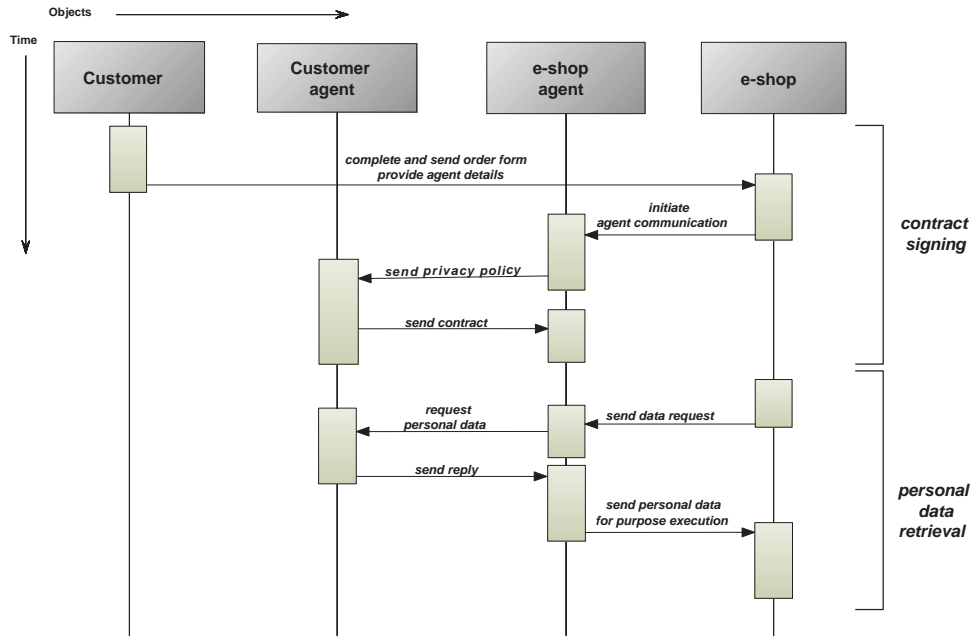 Objects
Time
Customer
Customer
agent
e-shop
agent
e-shop
complete and send order form
provide agent details
initiate
agent communication
send privacy policy
send contract
contract
signing
request
personal data
send data request
send reply
send personal data
for purpose execution
personal
data
retrieval